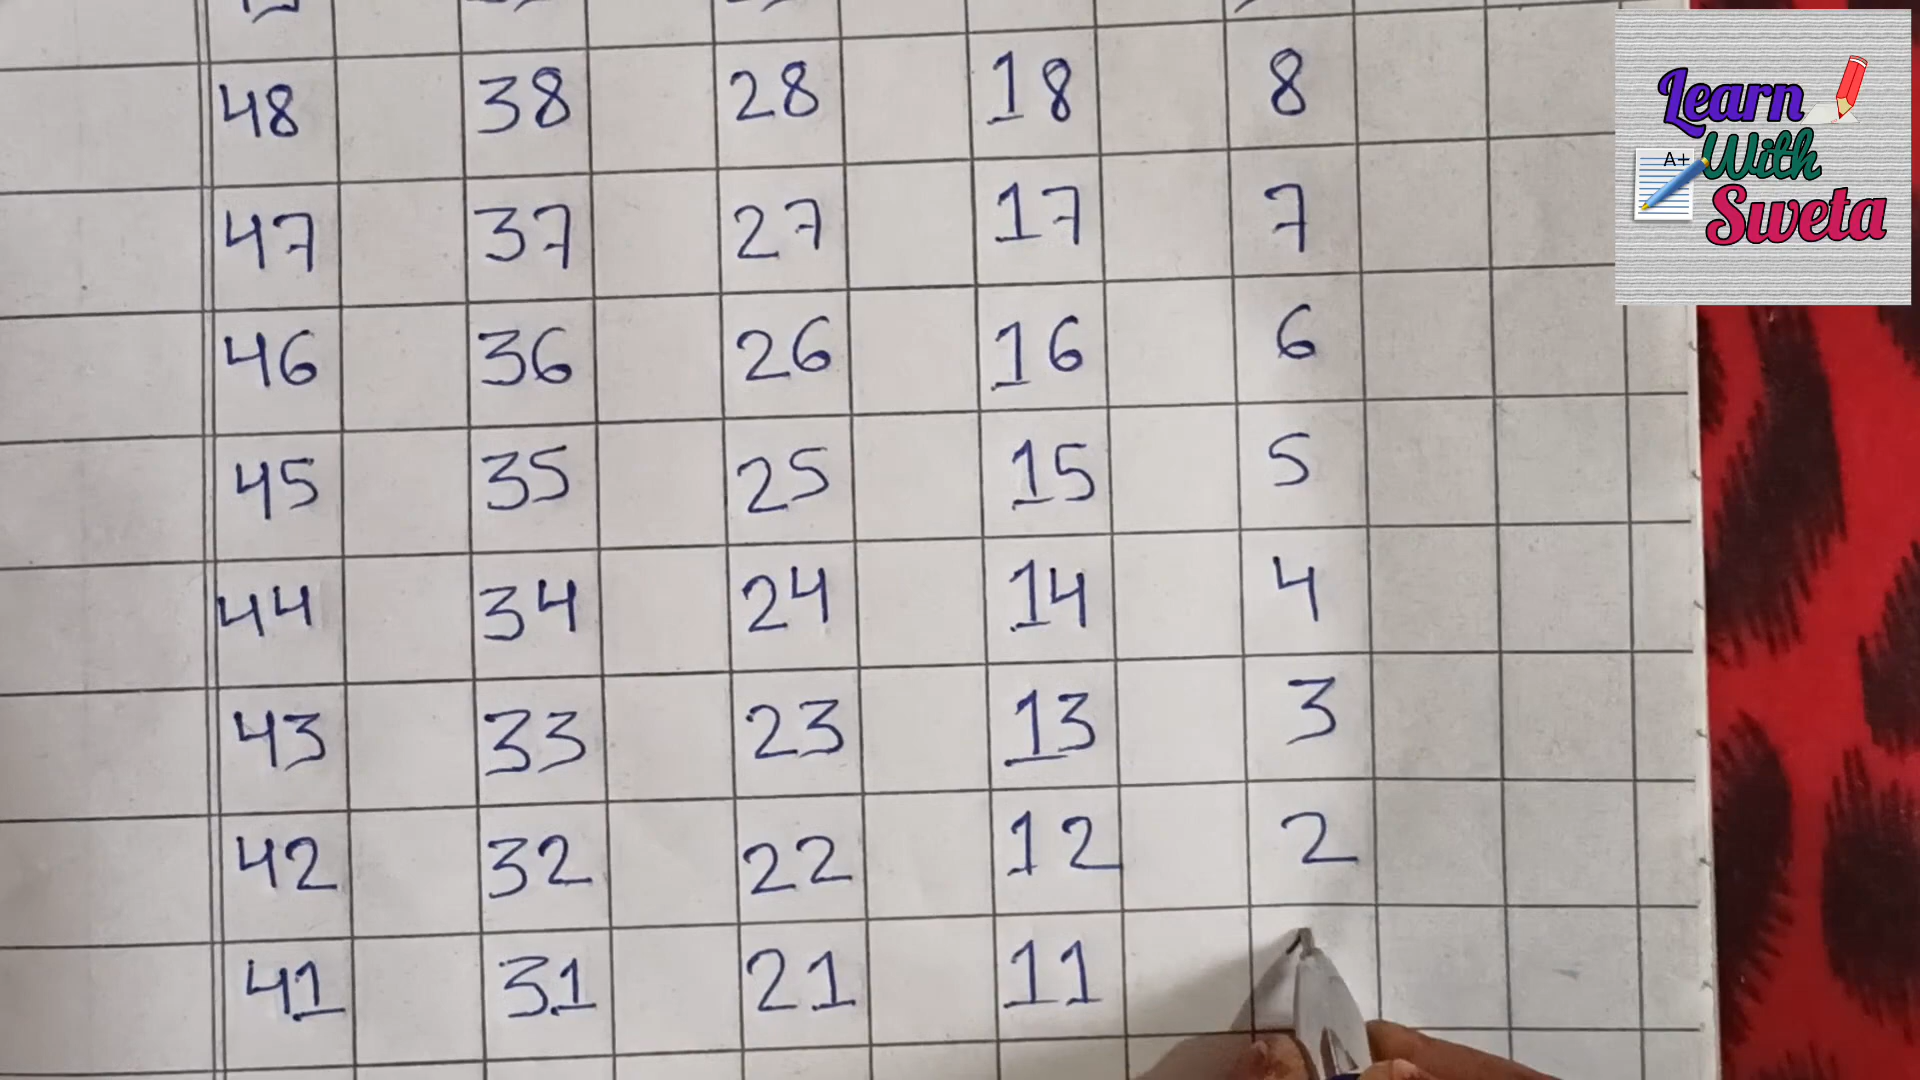 48 38 28 18 8
47 37 27 17 7
46 36 26 16 6
45 35 25 15 5
44 34 24 14 4
43 33 23 13 3
42 32 22 12 2
41 31 21 11
Learn
With
A+
Sweta